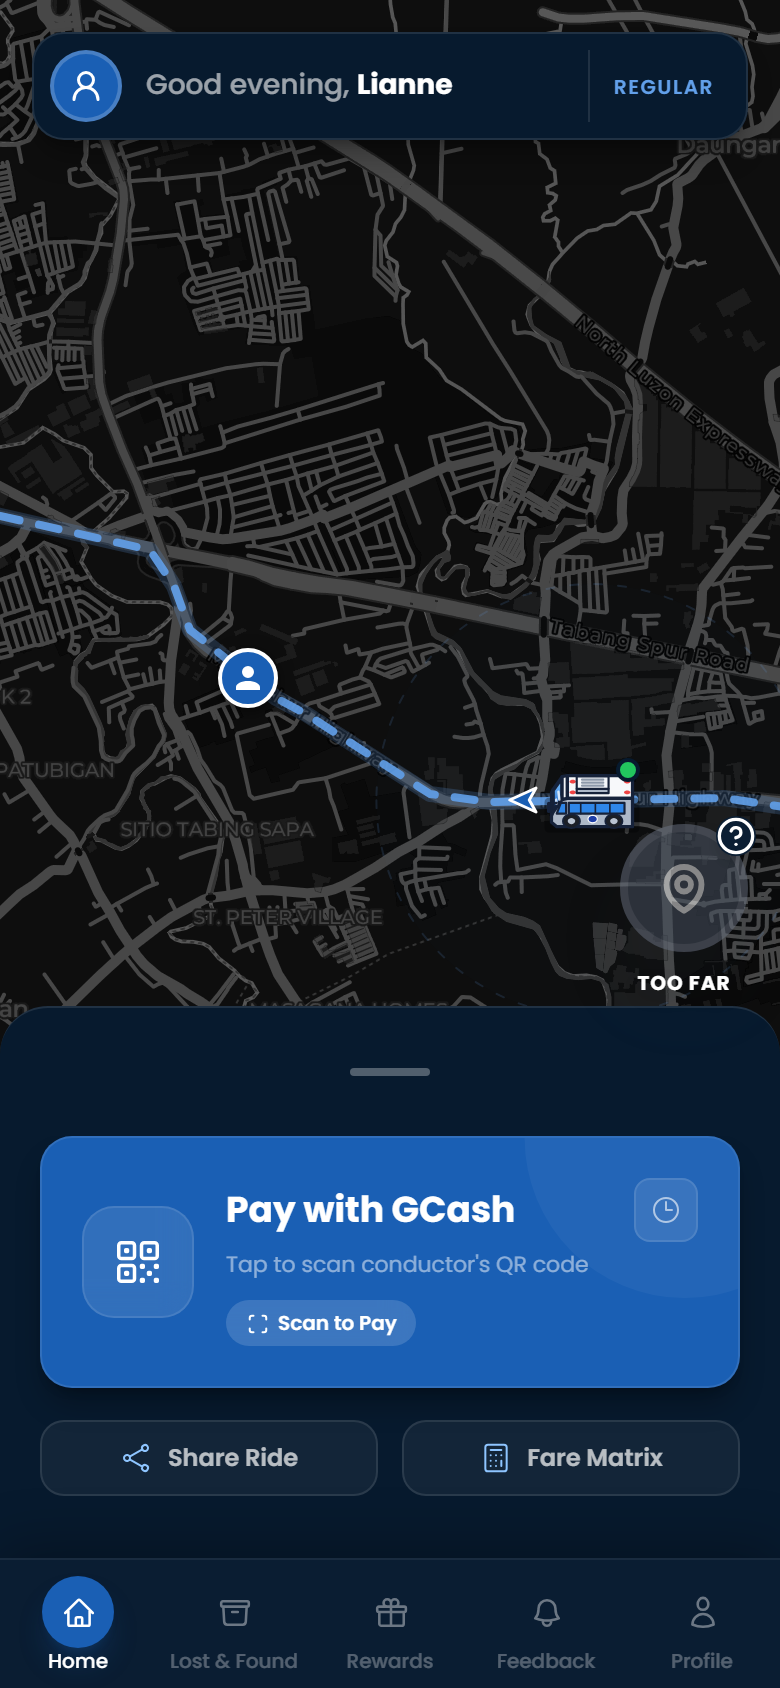 Good evening, Lianne
REGULAR
Daungan
North Luzon Expressway
Tabang Spur Road
K 2
PATUBIGAN
SITIO TABING SAPA
ST. PETER VILLAGE
?
TOO FAR
Pay with GCash
Tap to scan conductor's QR code
Scan to Pay
Share Ride
Fare Matrix
Home
Lost & Found
Rewards
Feedback
Profile